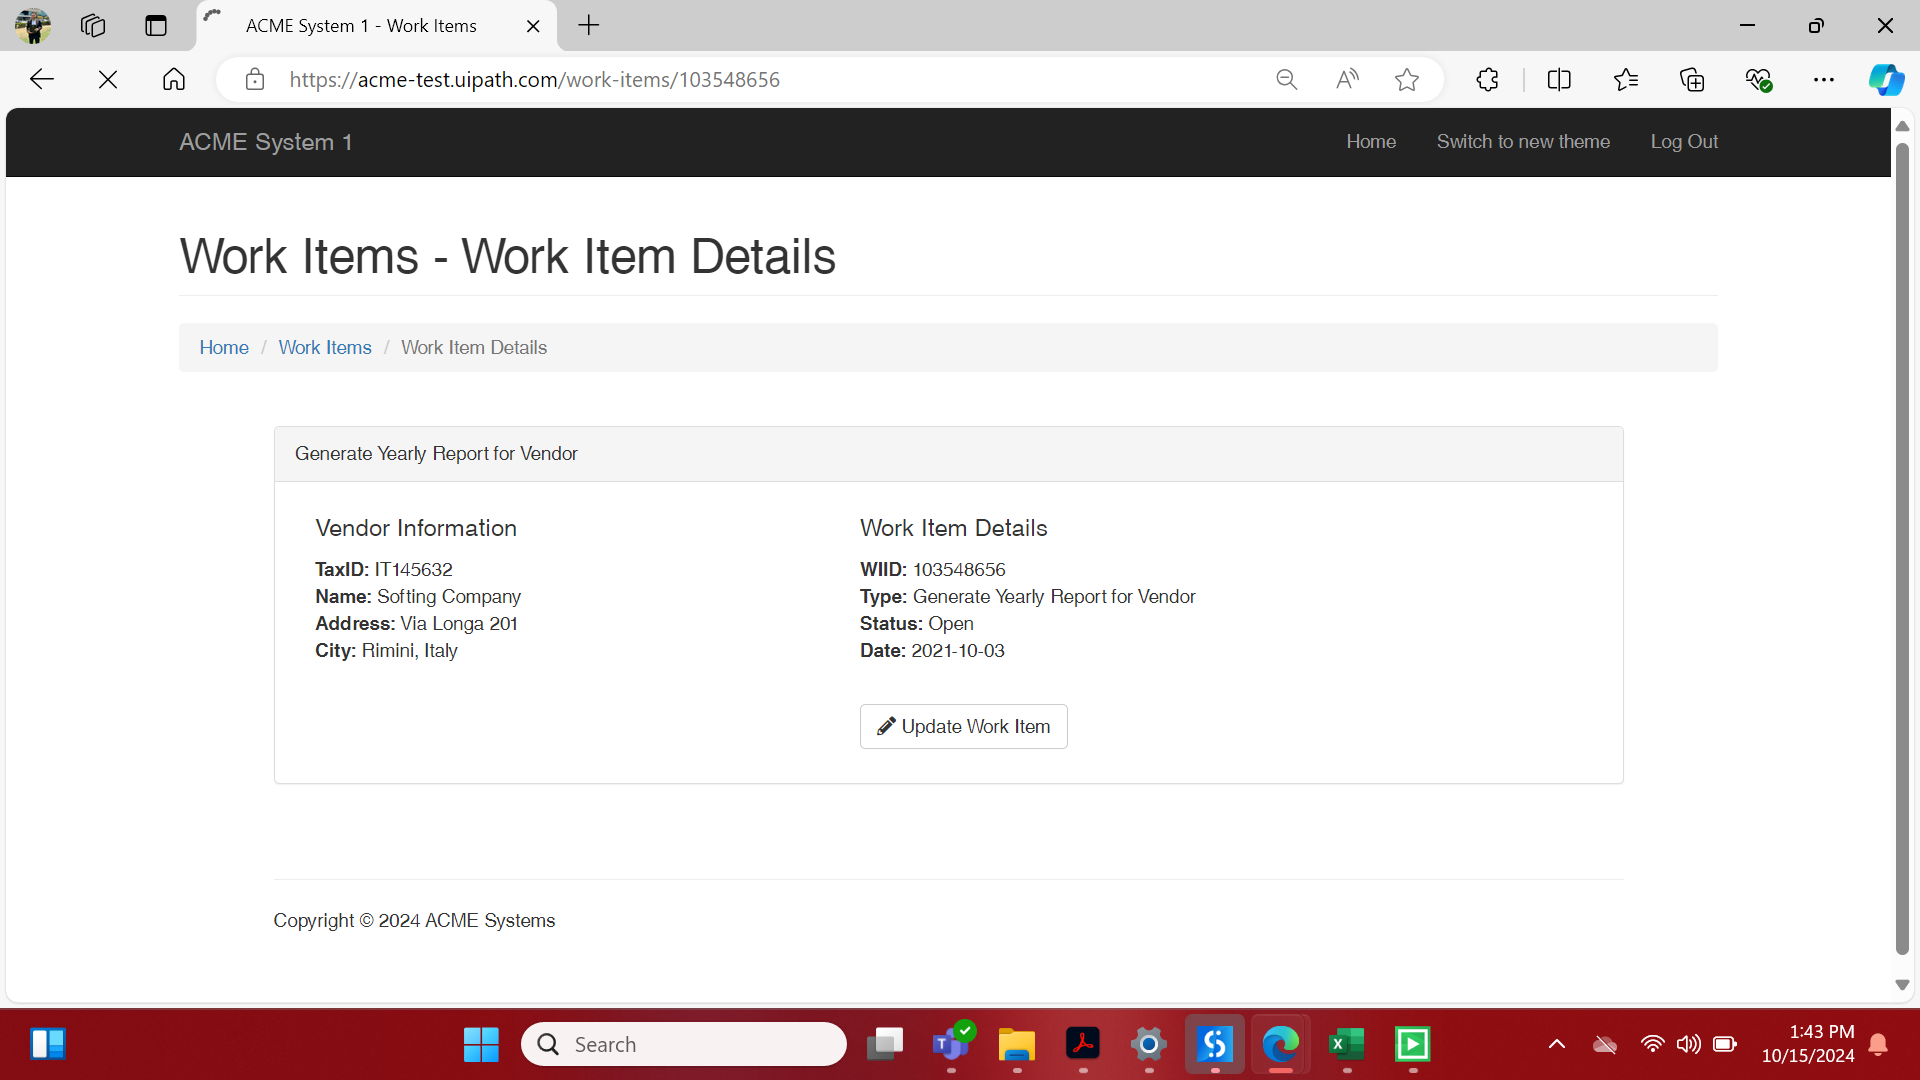 ACME System 1 - Work Items
https://acme-test.uipath.com/work-items/103548656
ACME System 1
Home
Switch to new theme
Log Out
Work Items - Work Item Details
Home / Work Items / Work Item Details
Generate Yearly Report for Vendor
Vendor Information
TaxID: IT145632
Name: Softing Company
Address: Via Longa 201
City: Rimini, Italy
Work Item Details
WIID: 103548656
Type: Generate Yearly Report for Vendor
Status: Open
Date: 2021-10-03
Update Work Item
Copyright © 2024 ACME Systems
Search
1:43 PM
10/15/2024